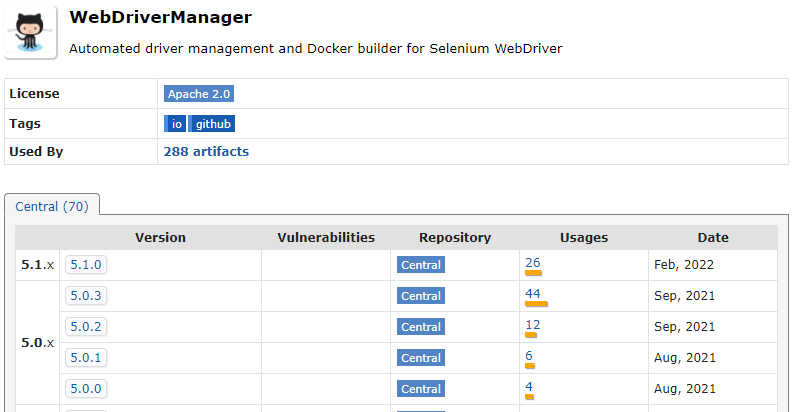 WebDriverManager
Automated driver management and Docker builder for Selenium WebDriver
License Apache 2.0
Tags io github
Used By 288 artifacts
Central (70)
Version Vulnerabilities Repository Usages Date
5.1.x 5.1.0 Central 26 Feb, 2022
5.0.3 Central 44 Sep, 2021
5.0.2 Central 12 Sep, 2021
5.0.x
5.0.1 Central 6 Aug, 2021
5.0.0 Central 4 Aug, 2021